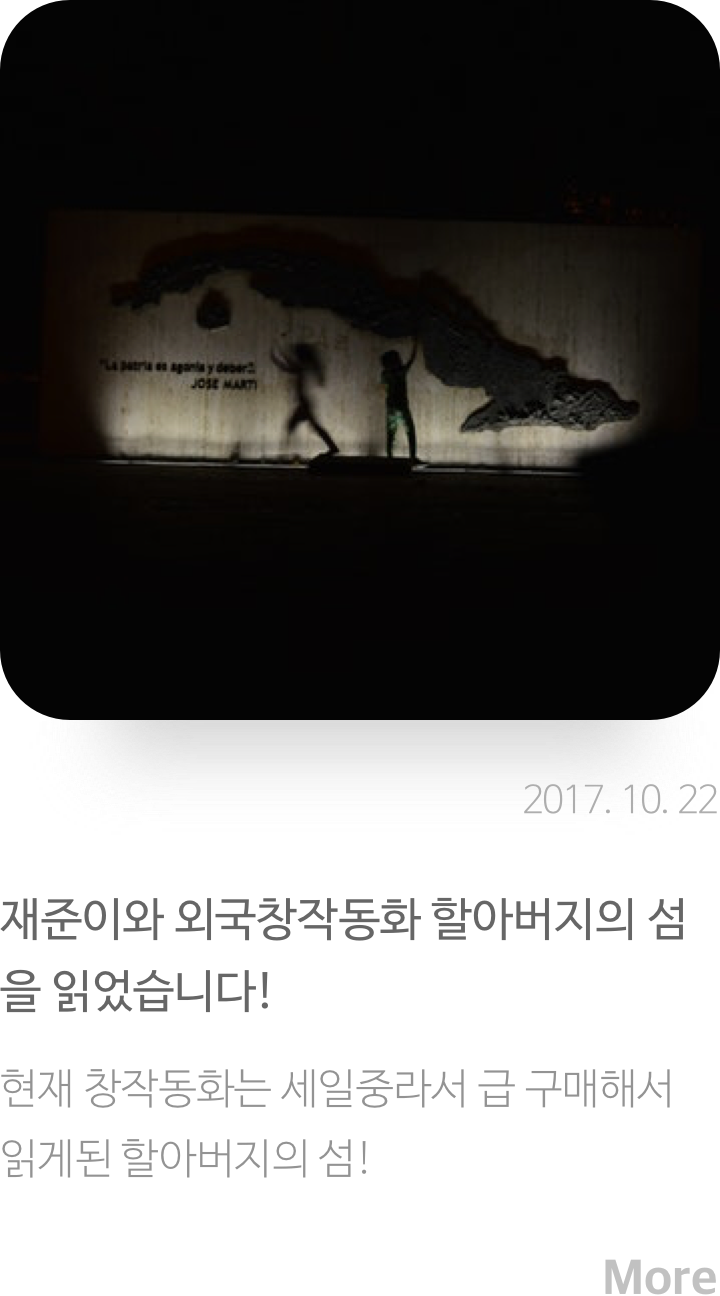 "La patria es agonía y deber".
JOSE MARTI
2017. 10. 22
재준이와 외국창작동화 할아버지의 섬
을 읽었습니다!
현재 창작동화는 세일중라서 급 구매해서
읽게된 할아버지의 섬!
More